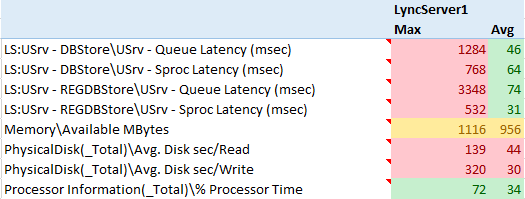 LyncServer1
Max Avg
LS:USrv - DBStore\USrv - Queue Latency (msec) 1284 46
LS:USrv - DBStore\USrv - Sproc Latency (msec) 768 64
LS:USrv - REGDBStore\USrv - Queue Latency (msec) 3348 74
LS:USrv - REGDBStore\USrv - Sproc Latency (msec) 532 31
Memory\Available MBytes 1116 956
PhysicalDisk(_Total)\Avg. Disk sec/Read 139 44
PhysicalDisk(_Total)\Avg. Disk sec/Write 320 30
Processor Information(_Total)\% Processor Time 72 34